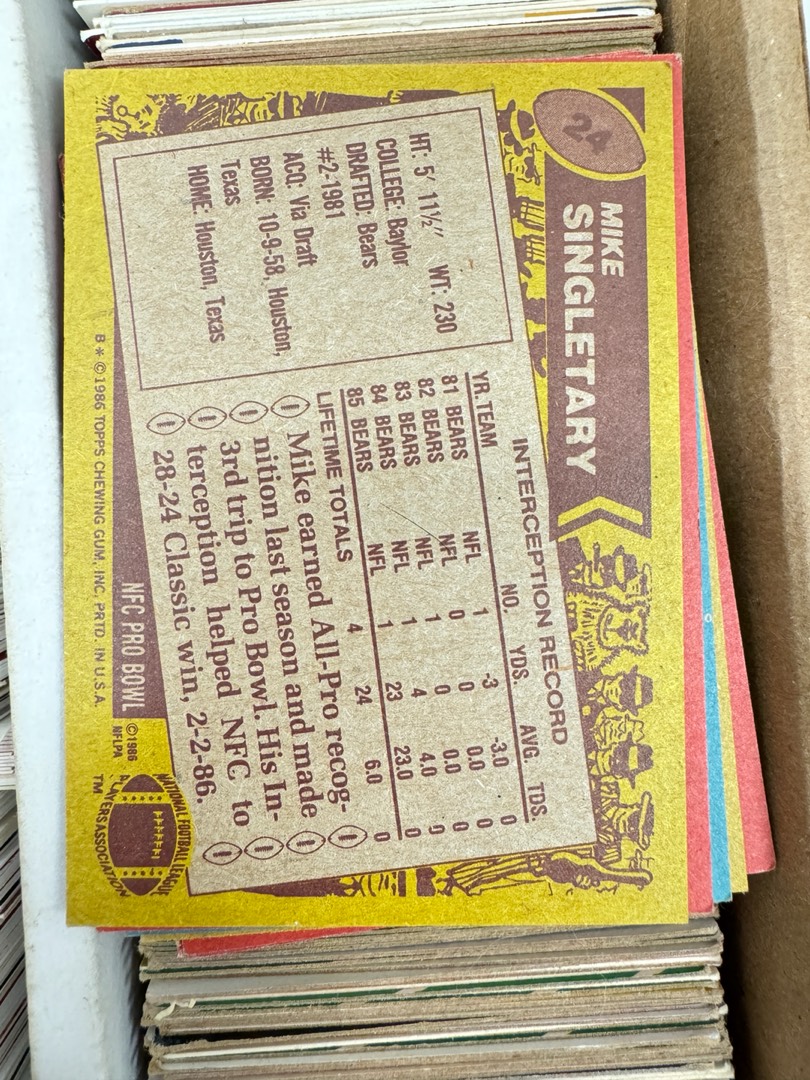 24
MIKE
SINGLETARY
HT: 5' 11½" WT: 230
COLLEGE: Baylor
DRAFTED: Bears
#2-1981
ACQ: Via Draft
BORN: 10-9-58, Houston,
Texas
HOME: Houston, Texas
INTERCEPTION RECORD
YR. TEAM NO. YDS. AVG. TDS.
81 BEARS NFL 1 -3 -3.0 0
82 BEARS NFL 0 0 0.0 0
83 BEARS NFL 1 0 0.0 0
84 BEARS NFL 1 4 4.0 0
85 BEARS NFL 1 23 23.0 0
LIFETIME TOTALS 4 24 6.0 0
Mike earned All-Pro recog-
nition last season and made
3rd trip to Pro Bowl. His In-
terception helped NFC to
28-24 Classic win, 2-2-86.
NFC PRO BOWL
©1986
NFLPA
B * © 1986 TOPPS CHEWING GUM, INC. PRTD. IN U.S.A.
TM
NATIONAL FOOTBALL LEAGUE
PLAYERS ASSOCIATION